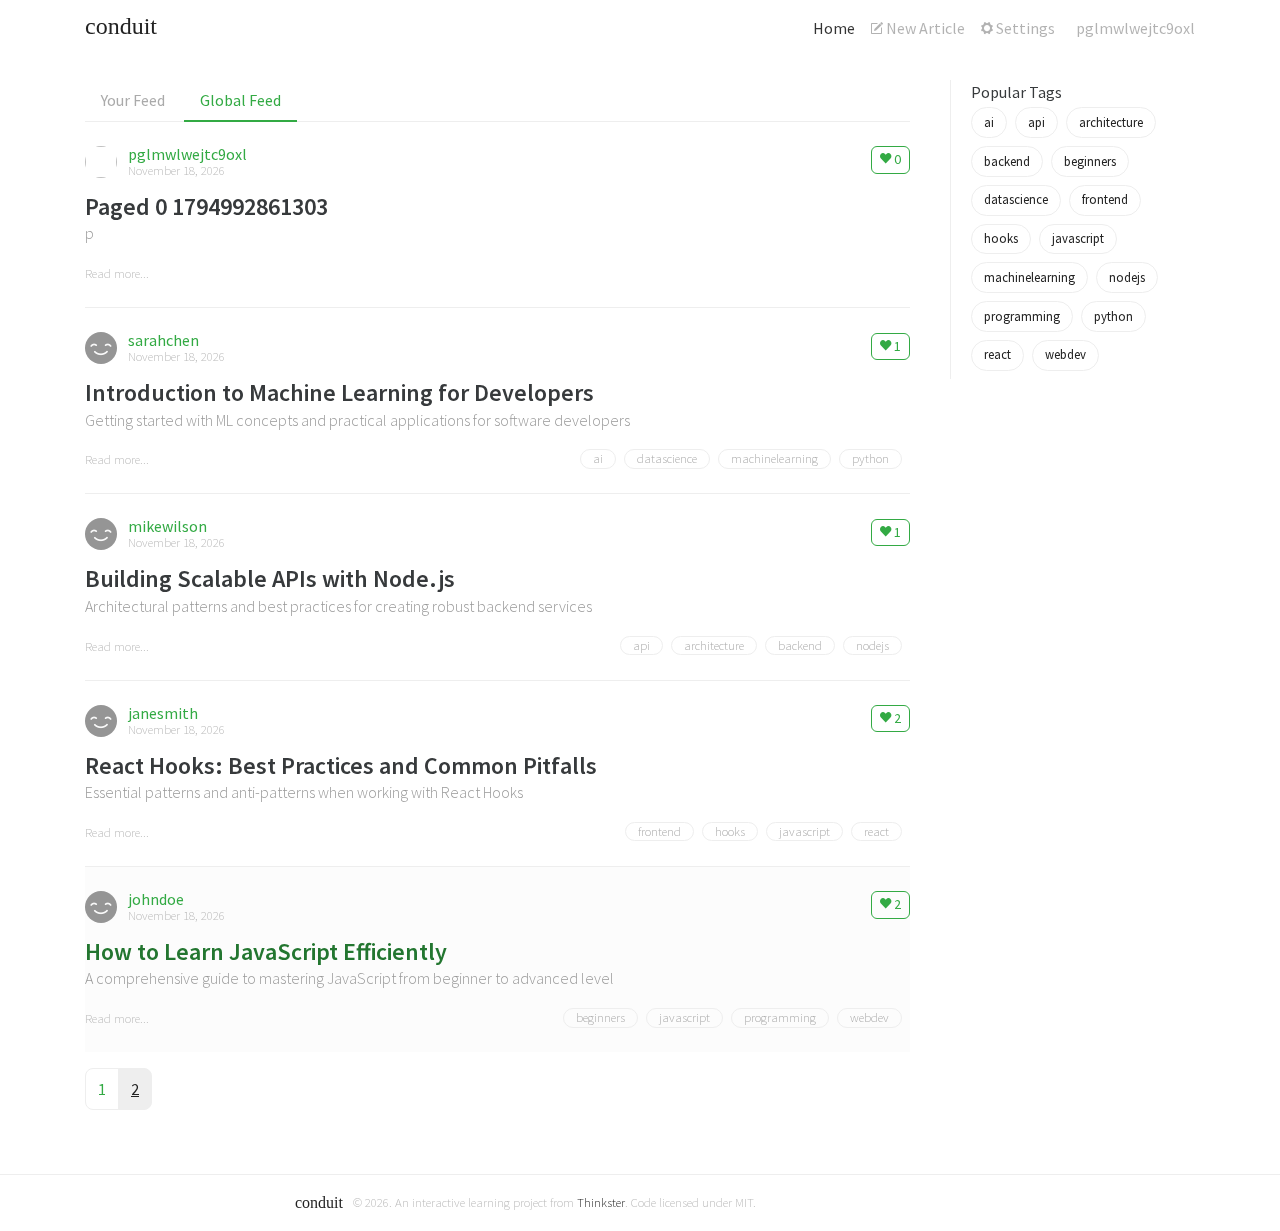 conduit
Home New Article Settings pglmwlwejtc9oxl
Your Feed Global Feed
pglmwlwejtc9oxl
November 18, 2026
0
Paged 0 1794992861303
p
Read more...
sarahchen
November 18, 2026
1
Introduction to Machine Learning for Developers
Getting started with ML concepts and practical applications for software developers
Read more...
ai datascience machinelearning python
mikewilson
November 18, 2026
1
Building Scalable APIs with Node.js
Architectural patterns and best practices for creating robust backend services
Read more...
api architecture backend nodejs
janesmith
November 18, 2026
2
React Hooks: Best Practices and Common Pitfalls
Essential patterns and anti-patterns when working with React Hooks
Read more...
frontend hooks javascript react
johndoe
November 18, 2026
2
How to Learn JavaScript Efficiently
A comprehensive guide to mastering JavaScript from beginner to advanced level
Read more...
beginners javascript programming webdev
1 2
Popular Tags
ai api architecture
backend beginners
datascience frontend
hooks javascript
machinelearning nodejs
programming python
react webdev
conduit © 2026. An interactive learning project from Thinkster. Code licensed under MIT.